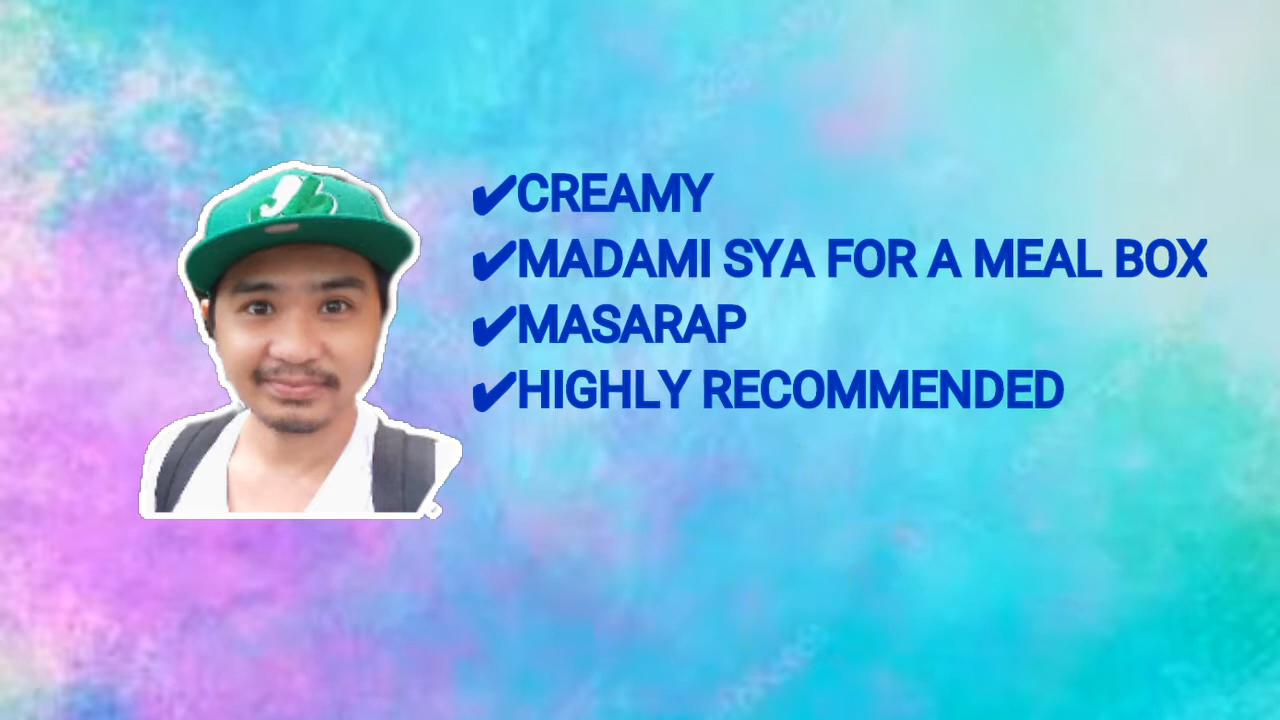 ✔CREAMY
✔MADAMI SYA FOR A MEAL BOX
✔MASARAP
✔HIGHLY RECOMMENDED